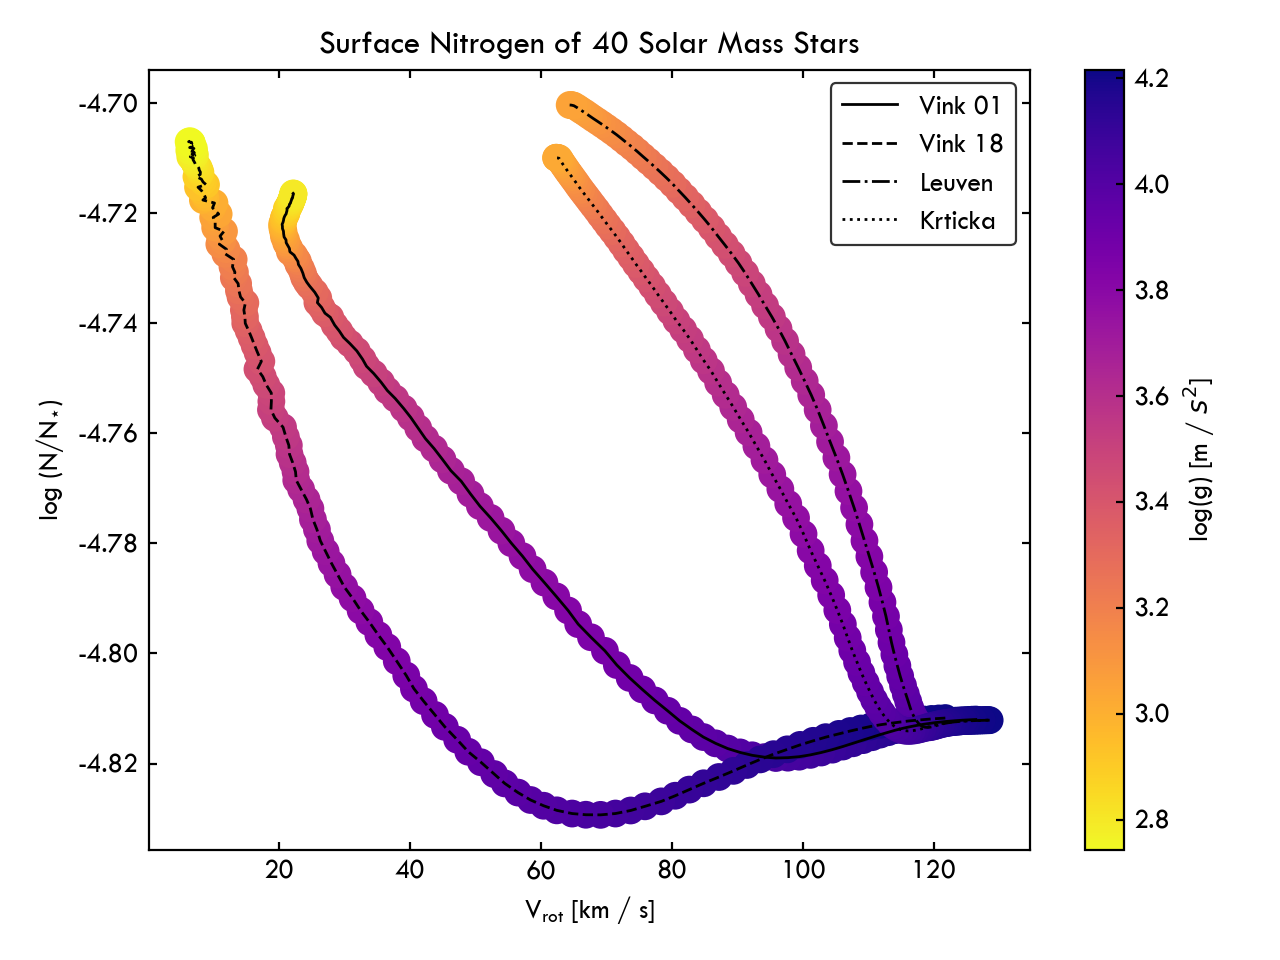 Surface Nitrogen of 40 Solar Mass Stars
-4.70
-4.72
-4.74
-4.76
-4.78
-4.80
-4.82
log (N/N⋆)
20
40
60
80
100
120
V_rot [km / s]
Vink 01
Vink 18
Leuven
Krticka
4.2
4.0
3.8
3.6
3.4
3.2
3.0
2.8
log(g) [m / s²]